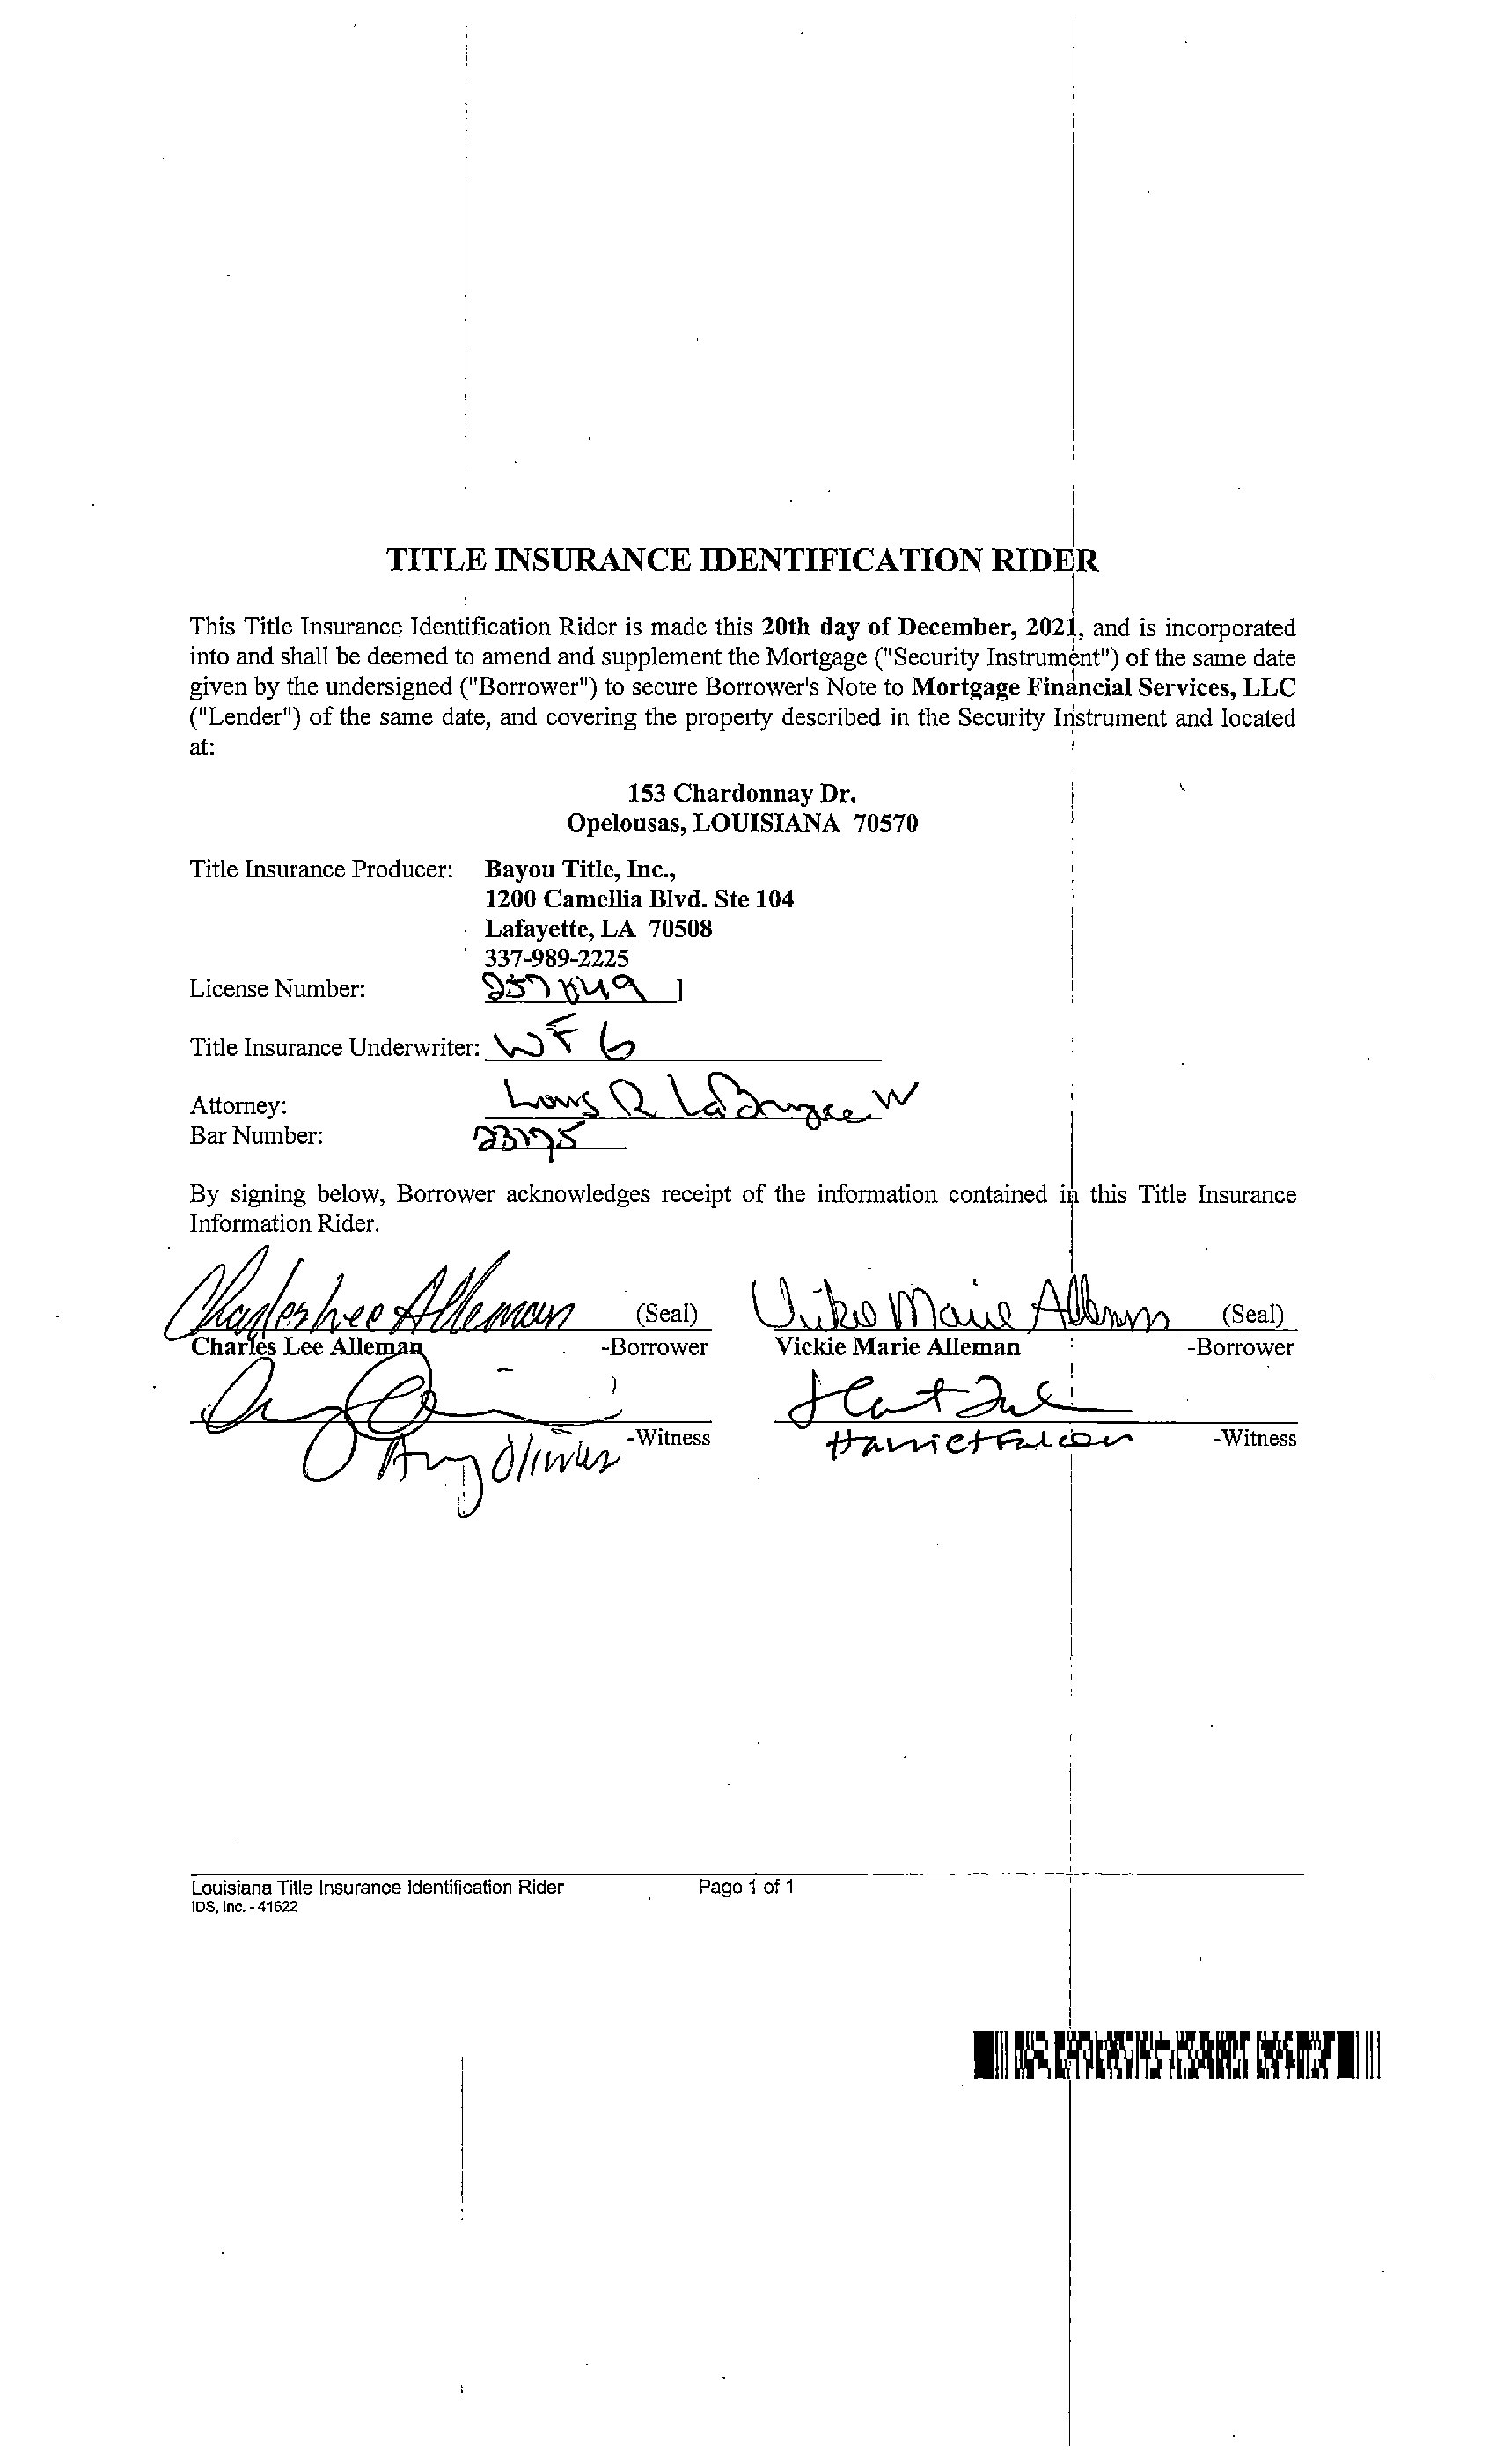 TITLE INSURANCE IDENTIFICATION RIDER
This Title Insurance Identification Rider is made this 20th day of December, 2021, and is incorporated
into and shall be deemed to amend and supplement the Mortgage ("Security Instrument") of the same date
given by the undersigned ("Borrower") to secure Borrower's Note to Mortgage Financial Services, LLC
("Lender") of the same date, and covering the property described in the Security Instrument and located
at:
153 Chardonnay Dr.
Opelousas, LOUISIANA 70570
Title Insurance Producer: Bayou Title, Inc.,
1200 Camellia Blvd. Ste 104
Lafayette, LA 70508
337-989-2225
License Number:
Title Insurance Underwriter: WFG
Attorney: Louis R
Bar Number: 23175
By signing below, Borrower acknowledges receipt of the information contained in this Title Insurance
Information Rider.
Charles Lee Alleman (Seal) Vickie Marie Alleman (Seal)
Charles Lee Alleman -Borrower Vickie Marie Alleman -Borrower
-Witness Harriet Falcon -Witness
Amy Olivier
Louisiana Title Insurance Identification Rider Page 1 of 1
IDS, Inc. - 41622